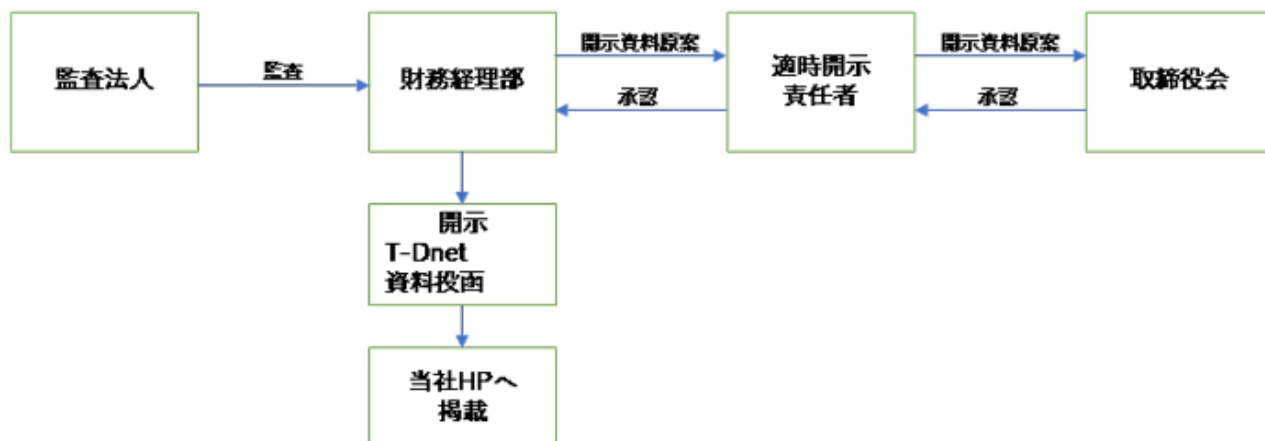 監査法人
監査
財務経理部
開示資料原案
承認
適時開示
責任者
開示資料原案
承認
取締役会
開示
T-Dnet
資料投函
当社HPへ
掲載